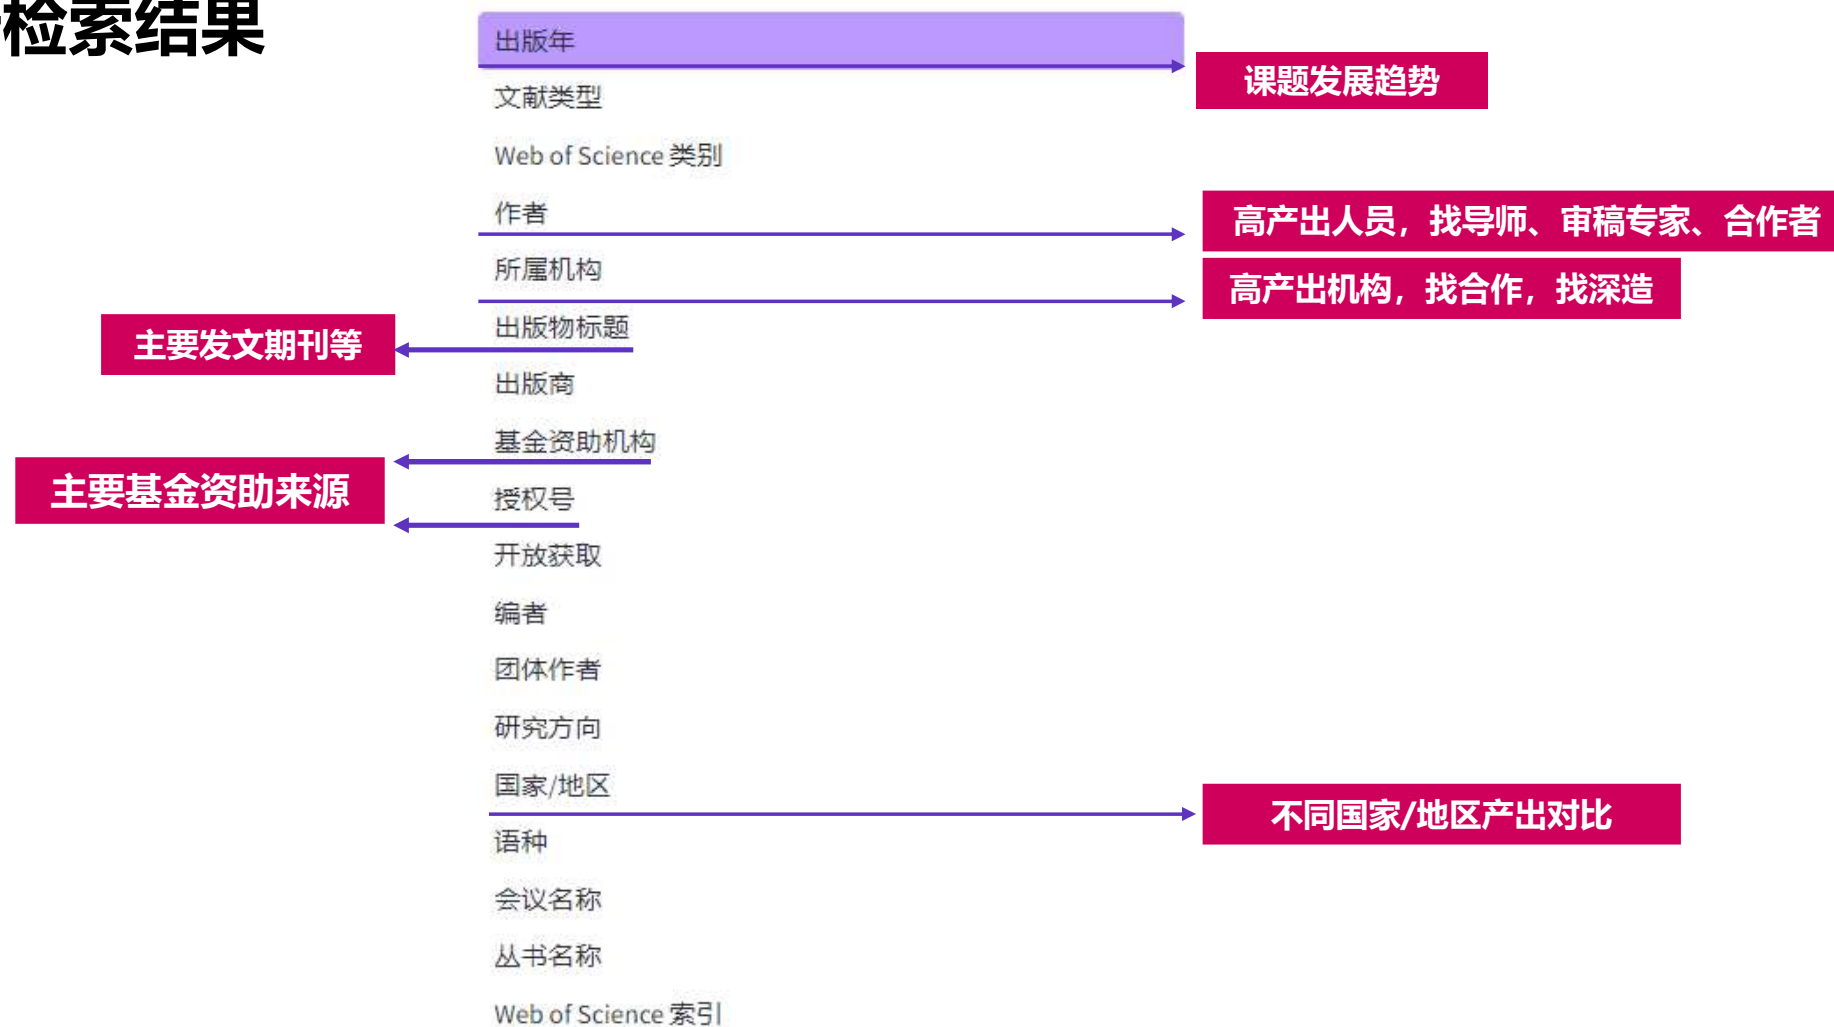 检索结果
出版年
课题发展趋势
文献类型
Web of Science 类别
作者
高产出人员，找导师、审稿专家、合作者
所属机构
高产出机构，找合作，找深造
出版物标题
主要发文期刊等
出版商
基金资助机构
主要基金资助来源
授权号
开放获取
编者
团体作者
研究方向
国家/地区
不同国家/地区产出对比
语种
会议名称
丛书名称
Web of Science 索引